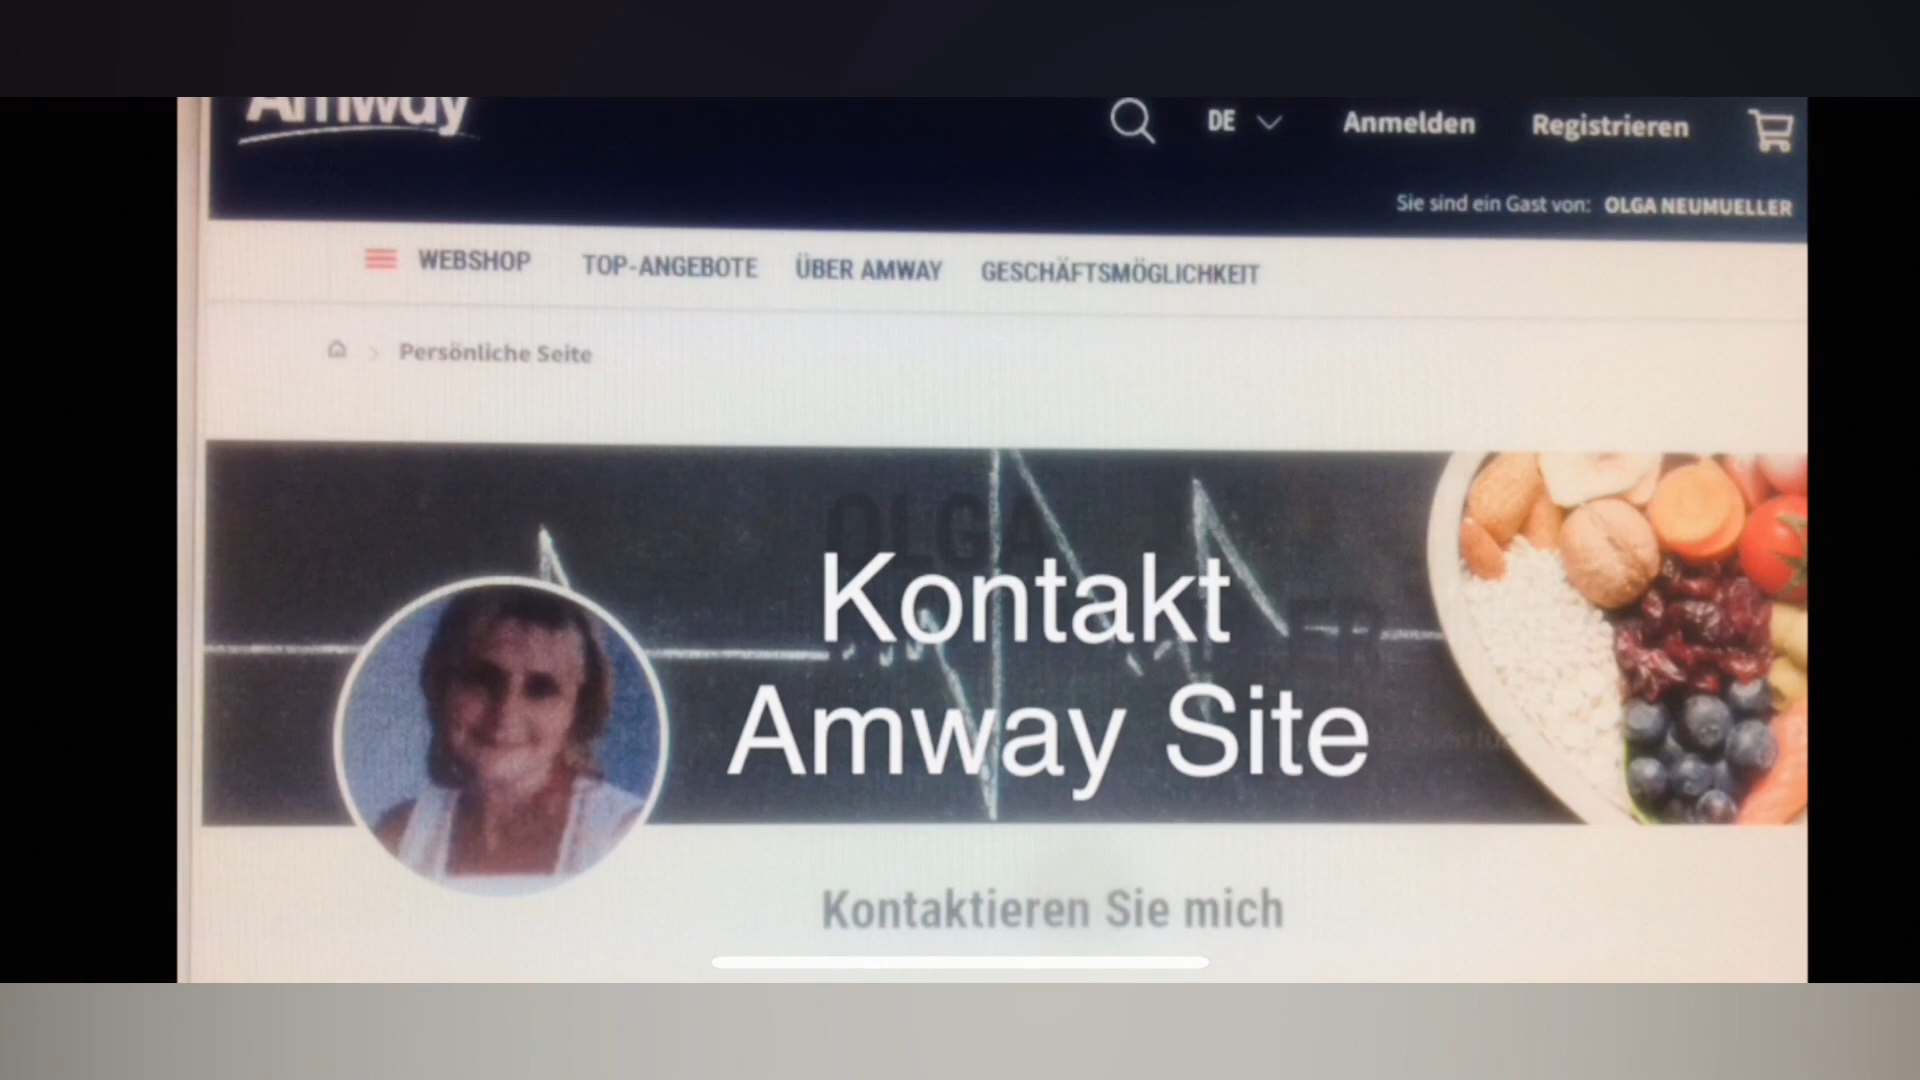 Amway
DE Anmelden Registrieren
Sie sind ein Gast von: OLGA NEUMUELLER
WEBSHOP TOP-ANGEBOTE ÜBER AMWAY GESCHÄFTSMÖGLICHKEIT
Persönliche Seite
OLGA
Kontakt
Amway Site
Kontaktieren Sie mich